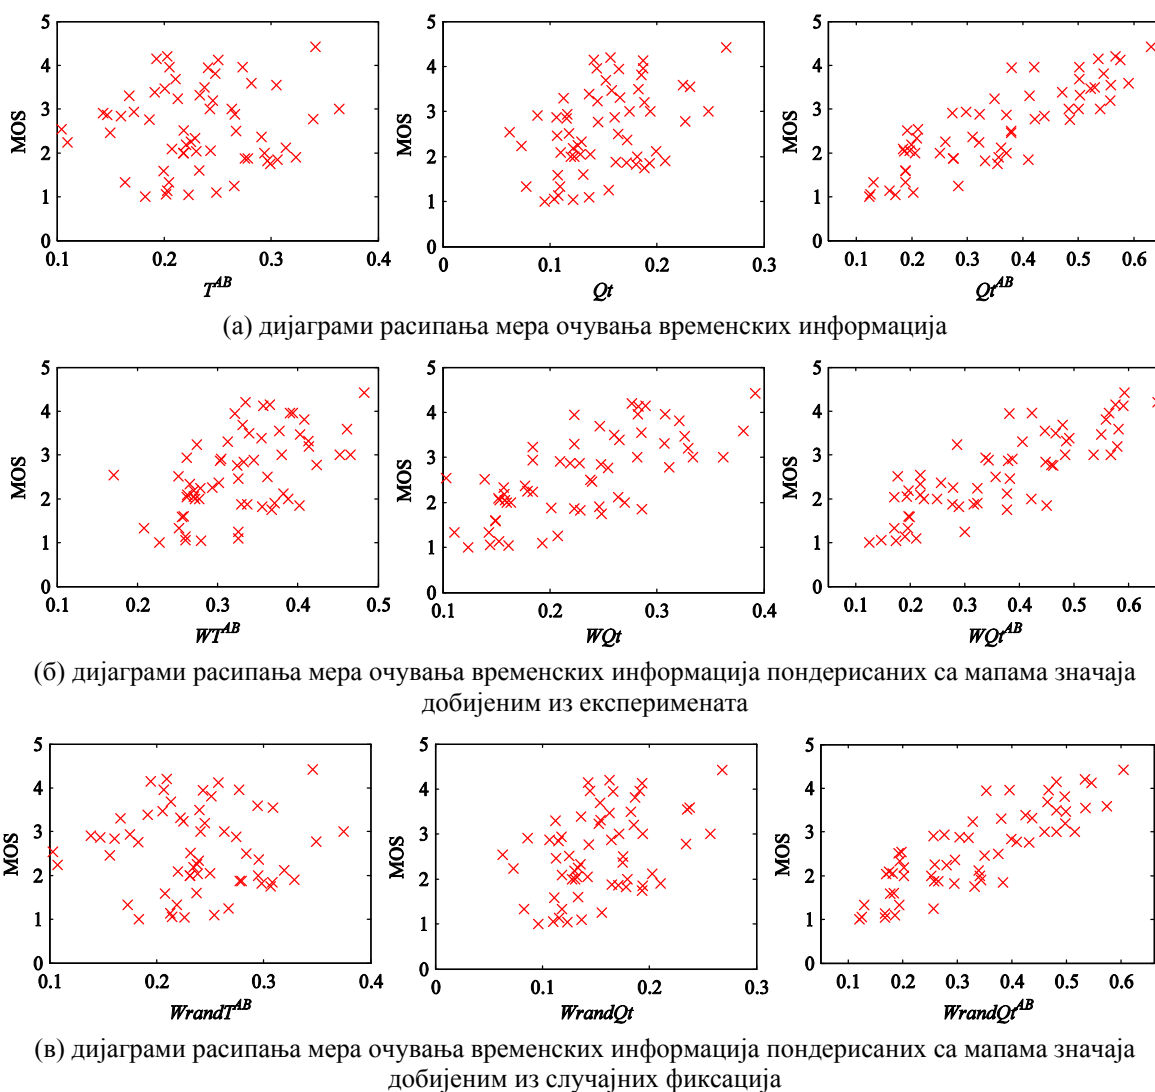 5 5 5
4 4 4
3 3 3
MOS MOS MOS
2 2 2
1 1 1
0 0 0
0.1 0.2 0.3 0.4 0 0.1 0.2 0.3 0.1 0.2 0.3 0.4 0.5 0.6
T^AB Qt Qt^AB
(а) дијаграми расипања мера очувања временских информација
5 5 5
4 4 4
3 3 3
MOS MOS MOS
2 2 2
1 1 1
0 0 0
0.1 0.2 0.3 0.4 0.5 0.1 0.2 0.3 0.4 0.1 0.2 0.3 0.4 0.5 0.6
WT^AB WQt WQt^AB
(б) дијаграми расипања мера очувања временских информација пондерисаних са мапама значаја
добијеним из експеримента
5 5 5
4 4 4
3 3 3
MOS MOS MOS
2 2 2
1 1 1
0 0 0
0.1 0.2 0.3 0.4 0 0.1 0.2 0.3 0.1 0.2 0.3 0.4 0.5 0.6
WrandT^AB WrandQt WrandQt^AB
(в) дијаграми расипања мера очувања временских информација пондерисаних са мапама значаја
добијеним из случајних фиксација